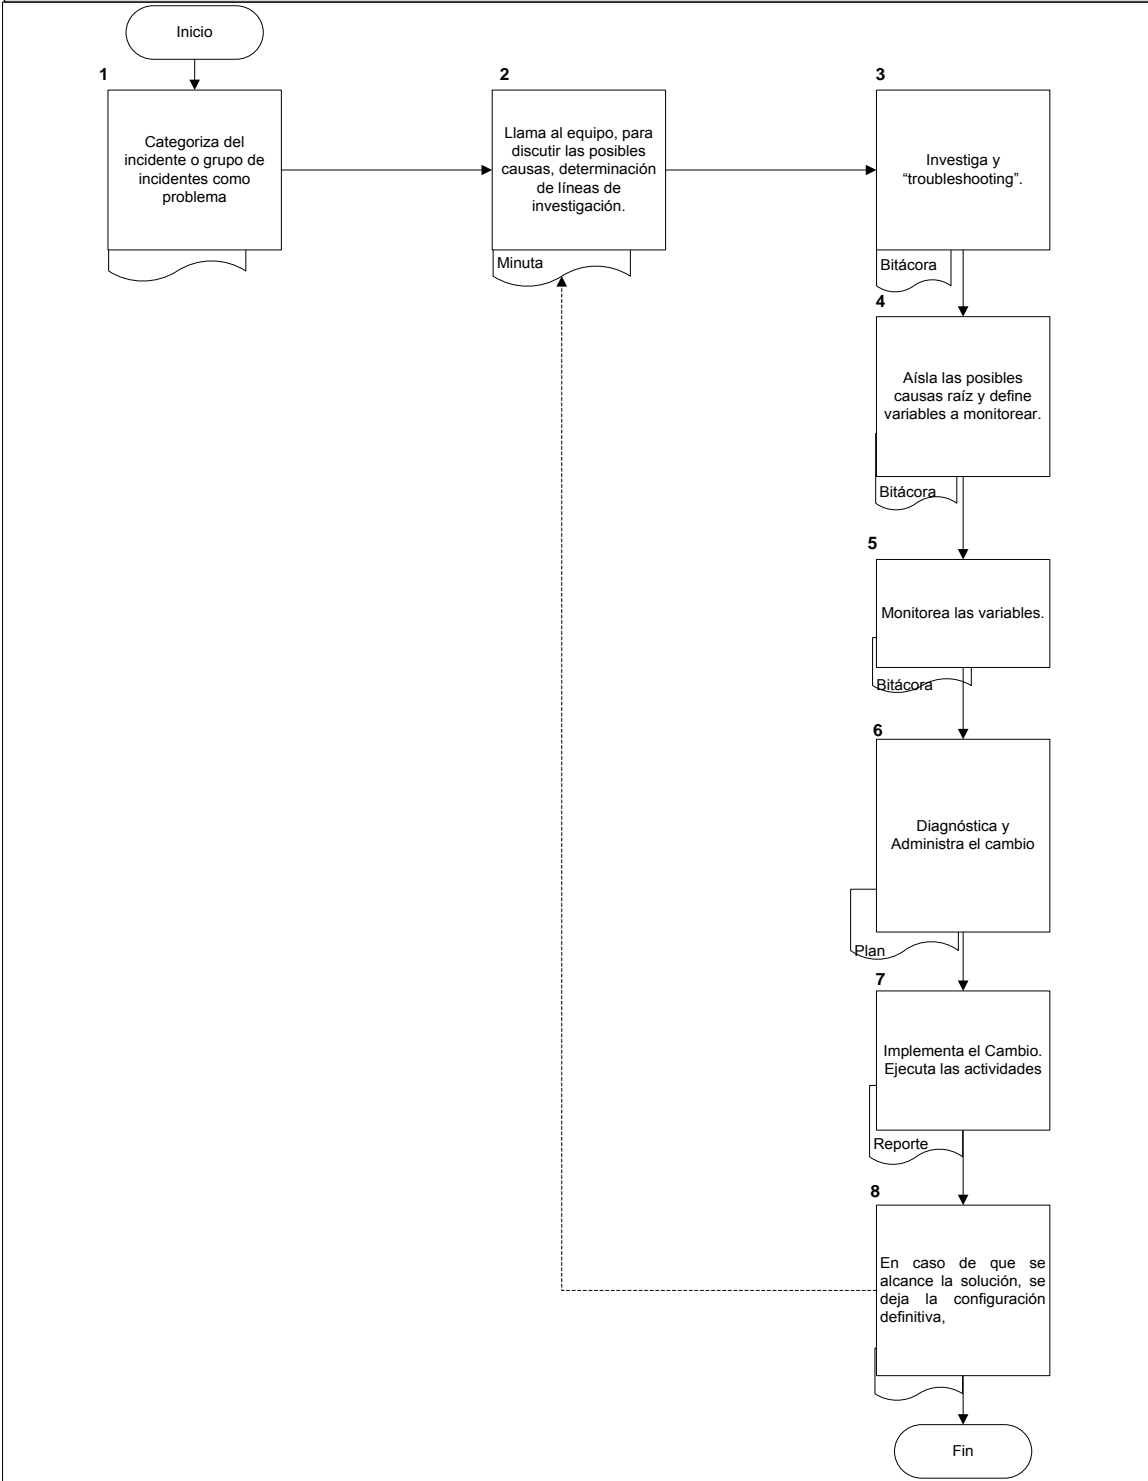 Inicio
1
Categoriza del
incidente o grupo de
incidentes como
problema
2
Llama al equipo, para
discutir las posibles
causas, determinación
de líneas de
investigación.
Minuta
3
Investiga y
“troubleshooting”.
Bitácora
4
Aísla las posibles
causas raíz y define
variables a monitorear.
Bitácora
5
Monitorea las variables.
Bitácora
6
Diagnóstica y
Administra el cambio
Plan
7
Implementa el Cambio.
Ejecuta las actividades
Reporte
8
En caso de que se
alcance la solución, se
deja la configuración
definitiva,
Fin